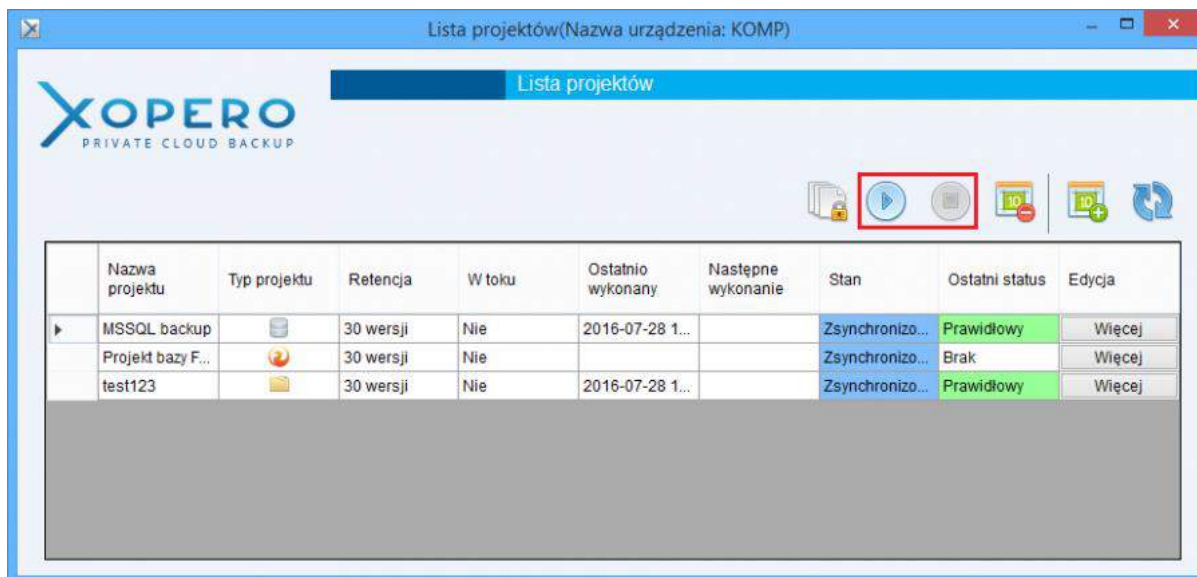 Lista projektów(Nazwa urządzenia: KOMP)
Lista projektów
XOPERO
PRIVATE CLOUD BACKUP
10 10
Nazwa projektu Typ projektu Retencja W toku Ostatnio wykonany Następne wykonanie Stan Ostatni status Edycja
MSSQL backup 30 wersji Nie 2016-07-28 1... Zsynchronizo... Prawidłowy Więcej
Projekt bazy F... 30 wersji Nie Zsynchronizo... Brak Więcej
test123 30 wersji Nie 2016-07-28 1... Zsynchronizo... Prawidłowy Więcej